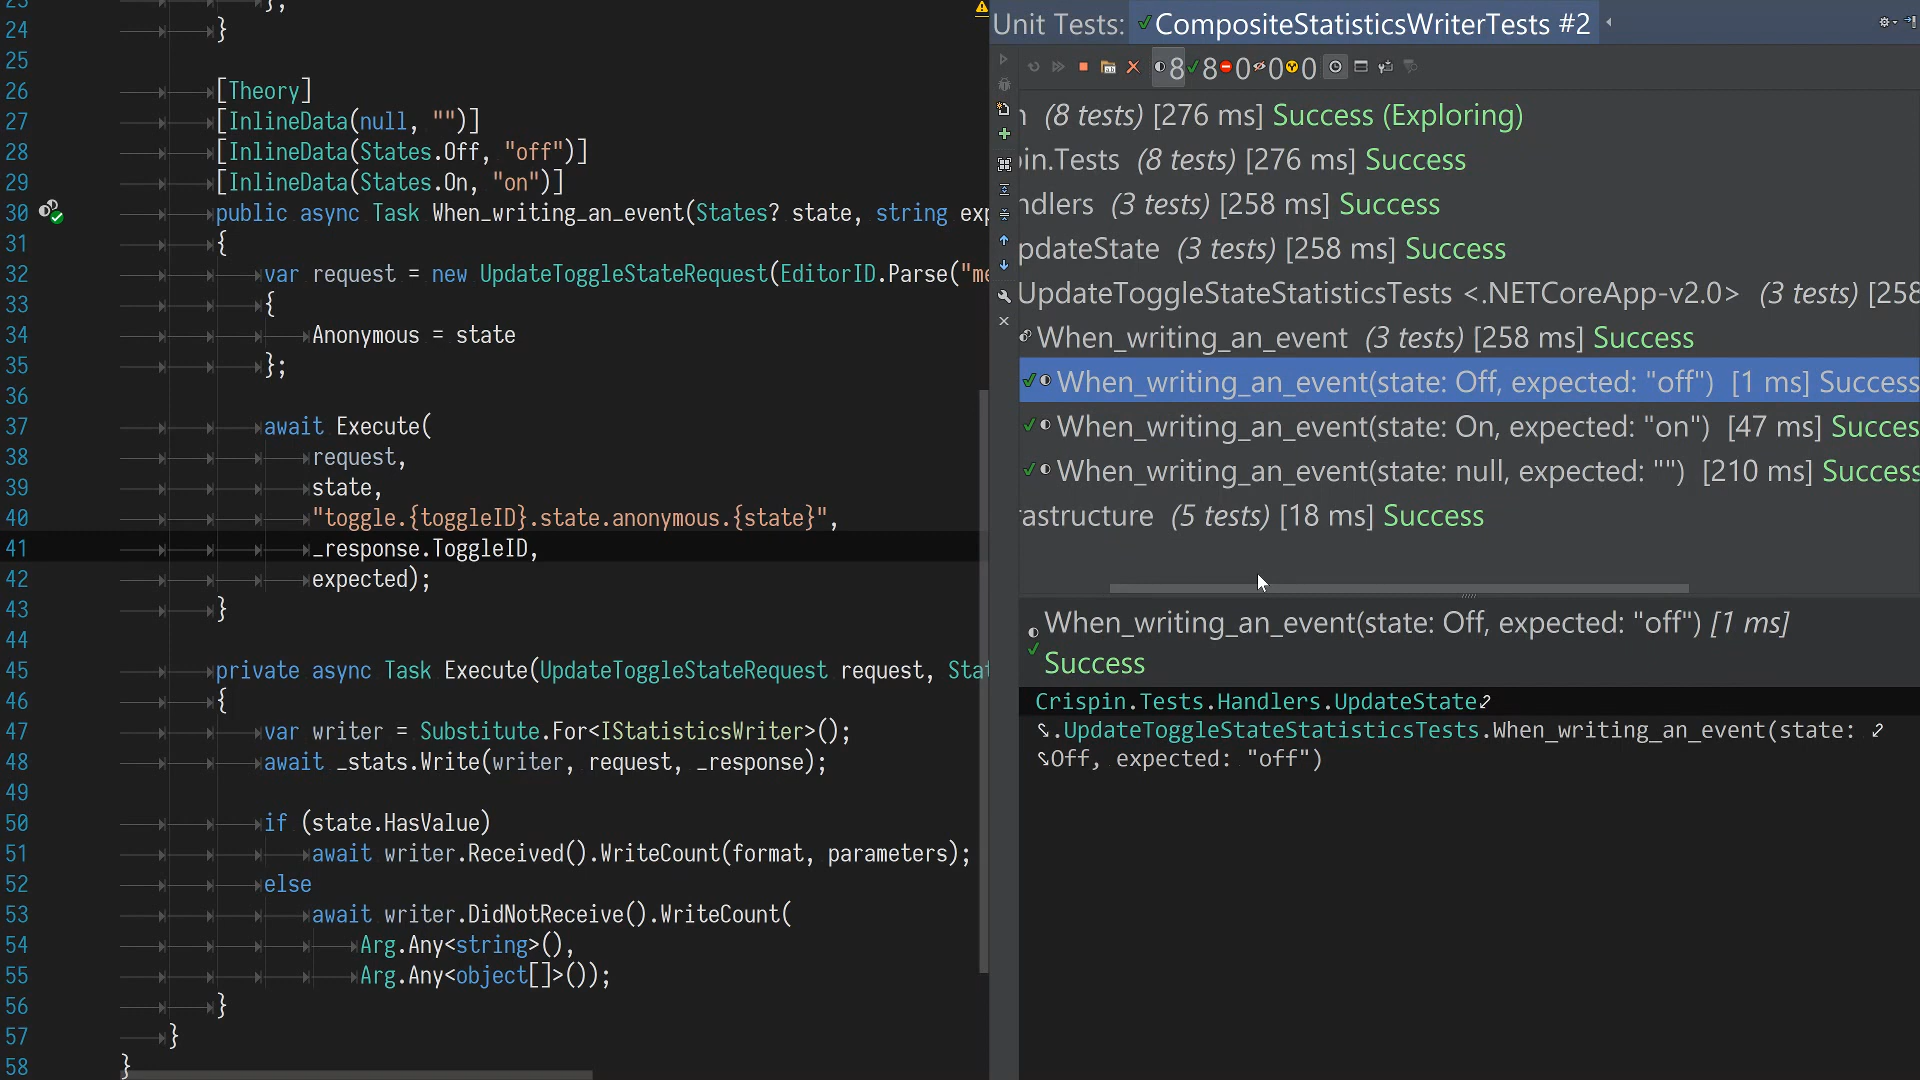 23 };
24 }
25
26 [Theory]
27 [InlineData(null, "")]
28 [InlineData(States.Off, "off")]
29 [InlineData(States.On, "on")]
30 public async Task When_writing_an_event(States? state, string exp
31 {
32 var request = new UpdateToggleStateRequest(EditorID.Parse("me
33 {
34 Anonymous = state
35 };
36
37 await Execute(
38 request,
39 state,
40 "toggle.{toggleID}.state.anonymous.{state}",
41 _response.ToggleID,
42 expected);
43 }
44
45 private async Task Execute(UpdateToggleStateRequest request, Stat
46 {
47 var writer = Substitute.For<IStatisticsWriter>();
48 await _stats.Write(writer, request, _response);
49
50 if (state.HasValue)
51 await writer.Received().WriteCount(format, parameters);
52 else
53 await writer.DidNotReceive().WriteCount(
54 Arg.Any<string>(),
55 Arg.Any<object[]>());
56 }
57 }
58 }
Unit Tests: CompositeStatisticsWriterTests #2
8 8 0 0 0
n (8 tests) [276 ms] Success (Exploring)
pin.Tests (8 tests) [276 ms] Success
ndlers (3 tests) [258 ms] Success
pdateState (3 tests) [258 ms] Success
UpdateToggleStateStatisticsTests <.NETCoreApp-v2.0> (3 tests) [258
When_writing_an_event (3 tests) [258 ms] Success
When_writing_an_event(state: Off, expected: "off") [1 ms] Success
When_writing_an_event(state: On, expected: "on") [47 ms] Succes
When_writing_an_event(state: null, expected: "") [210 ms] Success
rastructure (5 tests) [18 ms] Success
When_writing_an_event(state: Off, expected: "off") [1 ms]
Success
Crispin.Tests.Handlers.UpdateState
.UpdateToggleStateStatisticsTests.When_writing_an_event(state:
Off, expected: "off")